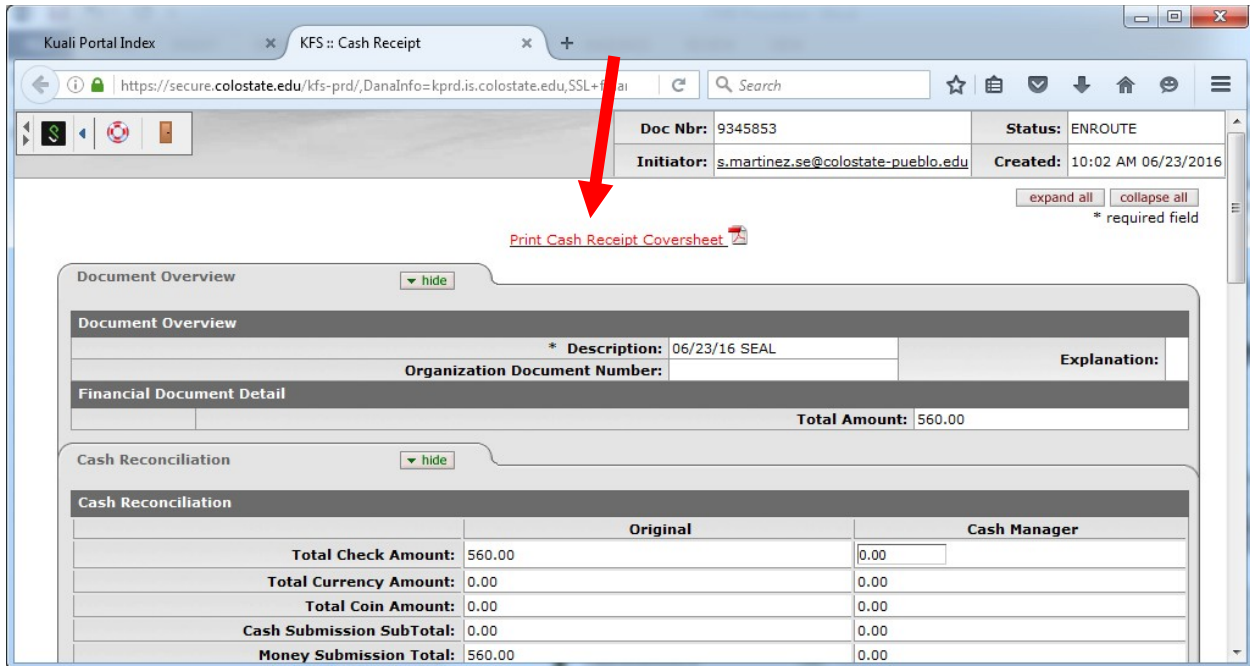 Kuali Portal Index × KFS :: Cash Receipt × +
https://secure.colostate.edu/kfs-prd/,DanaInfo=kprd.is.colostate.edu,SSL+ Search
Doc Nbr: 9345853 Status: ENROUTE
Initiator: s.martinez.se@colostate-pueblo.edu Created: 10:02 AM 06/23/2016
expand all collapse all
* required field
Print Cash Receipt Coversheet
Document Overview hide
Document Overview
* Description: 06/23/16 SEAL Explanation:
Organization Document Number:
Financial Document Detail
Total Amount: 560.00
Cash Reconciliation hide
Cash Reconciliation
Original Cash Manager
Total Check Amount: 560.00 0.00
Total Currency Amount: 0.00 0.00
Total Coin Amount: 0.00 0.00
Cash Submission SubTotal: 0.00 0.00
Money Submission Total: 560.00 0.00